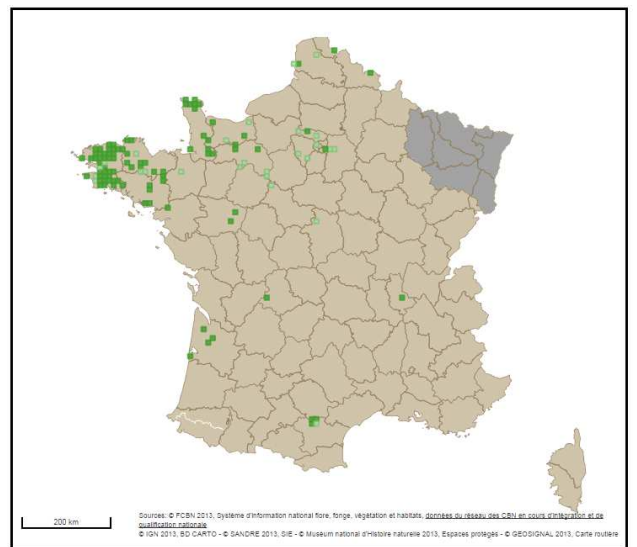 200 km
Sources: © FCBN 2013, Système d'information national flore, fonge, végétation et habitats, données du réseau des CBN en cours d'intégration et de
qualification nationale
© IGN 2013, BD CARTO - © SANDRE 2013, SIE - © Muséum national d'Histoire naturelle 2013, Espaces protégés - © GEOSIGNAL 2013, Carte routière